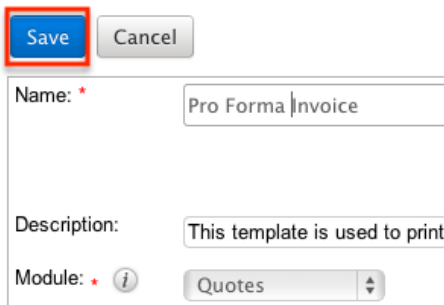 Save Cancel
Name: *
Pro Forma Invoice
Description:
This template is used to print
Module: * i
Quotes